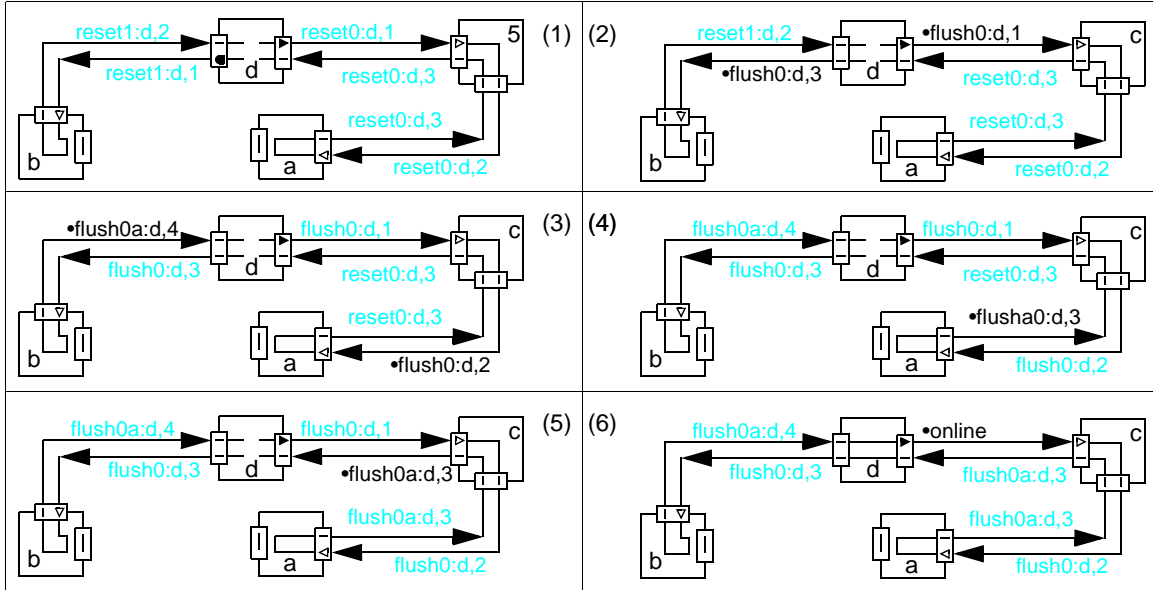 reset1:d,2
reset0:d,1
5
(1)
reset1:d,1
d
reset0:d,3
reset0:d,3
b
a
reset0:d,2
(2)
reset1:d,2
•flush0:d,1
c
•flush0:d,3
d
reset0:d,3
reset0:d,3
b
a
reset0:d,2
•flush0a:d,4
flush0:d,1
c
(3)
flush0:d,3
d
reset0:d,3
reset0:d,3
b
a
•flush0:d,2
(4)
flush0a:d,4
flush0:d,1
c
flush0:d,3
d
reset0:d,3
•flusha0:d,3
b
a
flush0:d,2
flush0a:d,4
flush0:d,1
c
(5)
flush0:d,3
d
•flush0a:d,3
flush0a:d,3
b
a
flush0:d,2
(6)
flush0a:d,4
•online
c
flush0:d,3
d
flush0a:d,3
flush0a:d,3
b
a
flush0:d,2